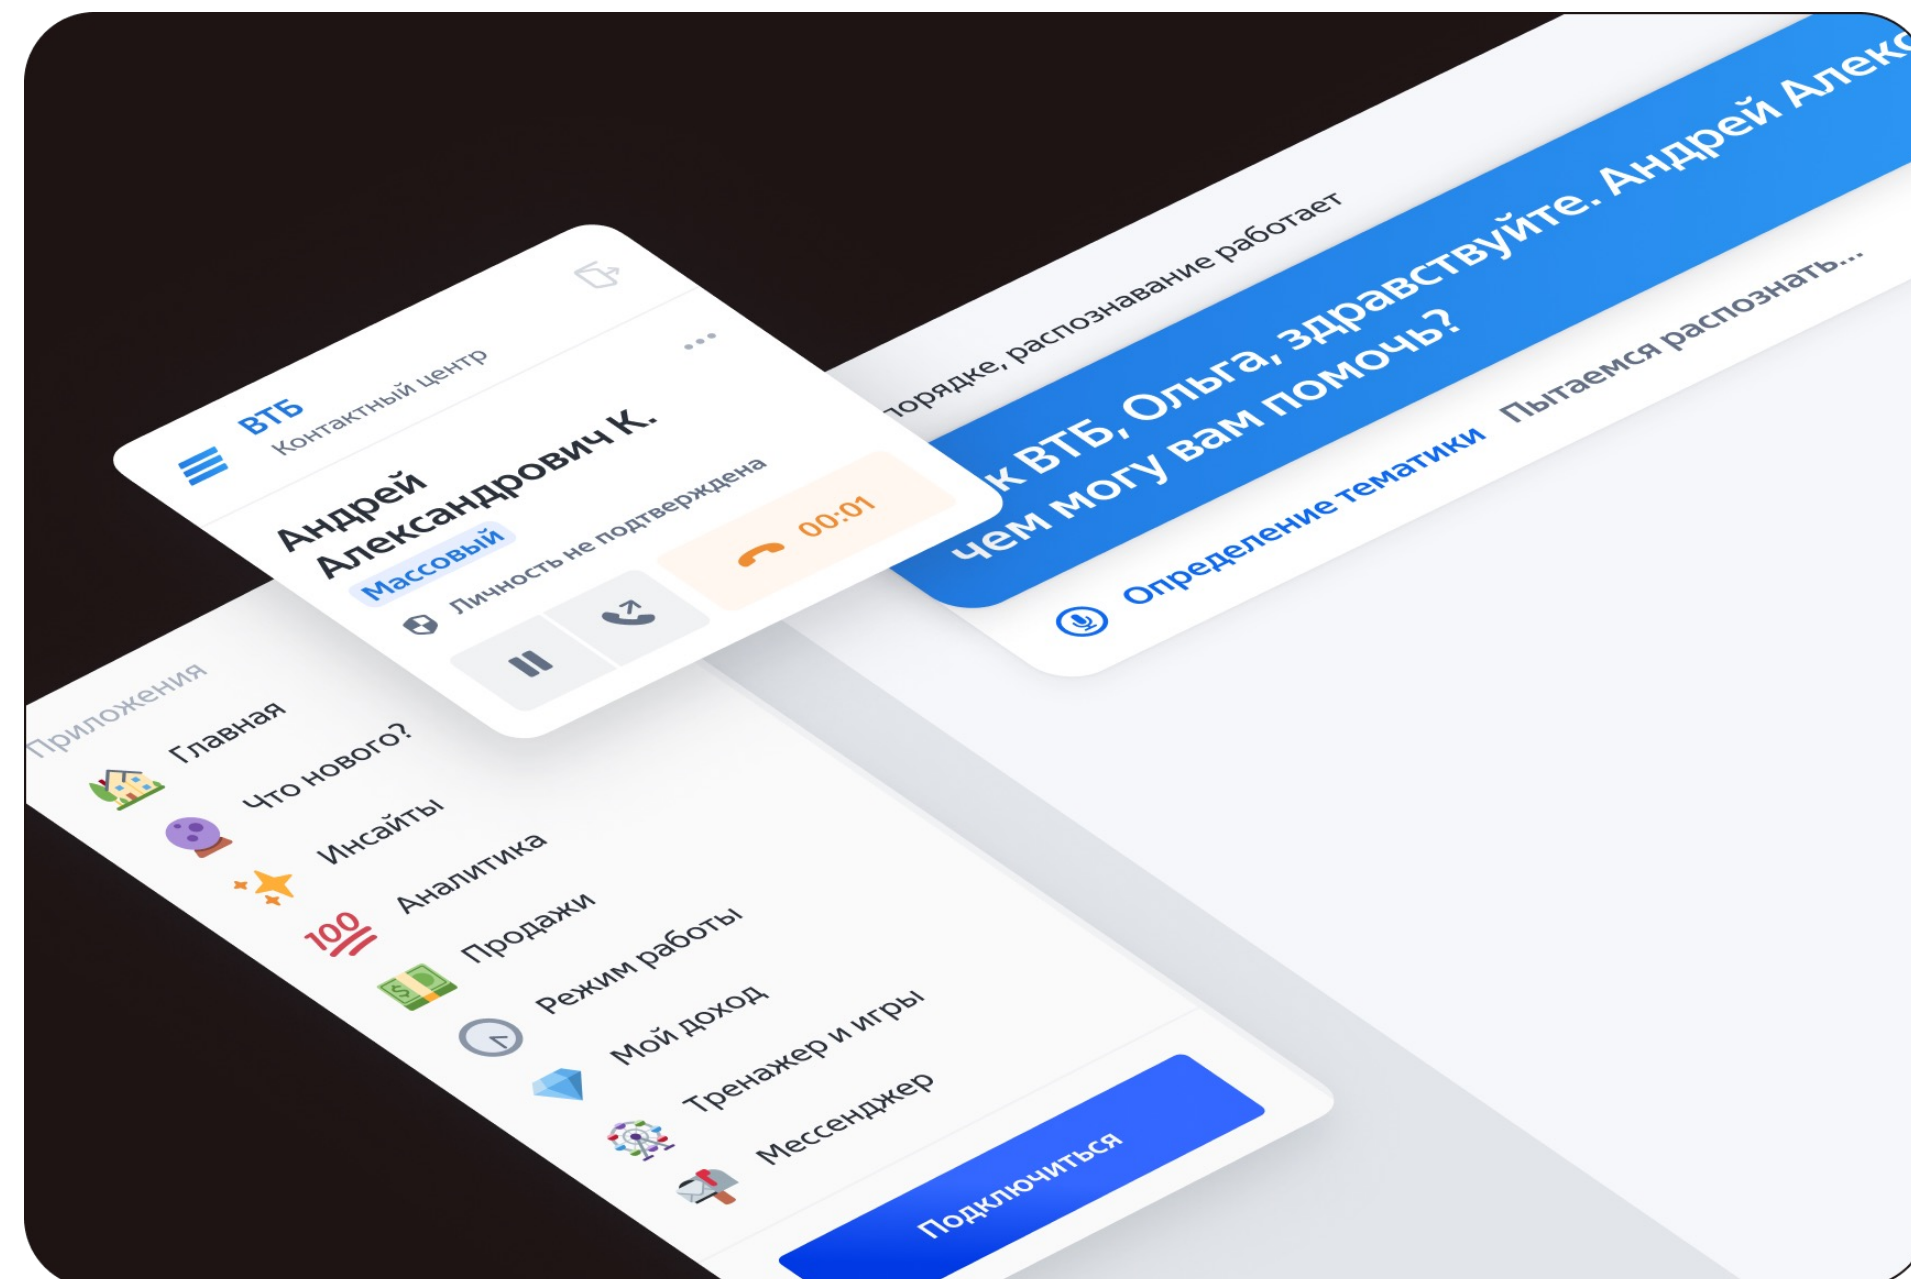 ВТБ
Контактный центр
Андрей
Александрович К.
Массовый
Личность не подтверждена
00:01
порядке, распознавание работает
к ВТБ, Ольга, здравствуйте. Андрей Алекс
чем могу вам помочь?
Определение тематики Пытаемся распознать...
Приложения
Главная
Что нового?
Инсайты
100
Аналитика
Продажи
Режим работы
Мой доход
Тренажер и игры
Мессенджер
Подключиться